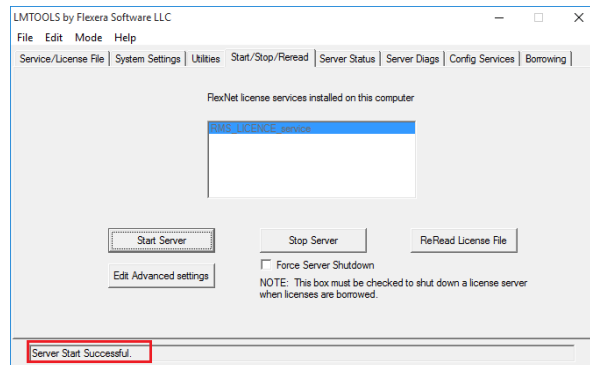 LMTOOLS by Flexera Software LLC
File Edit Mode Help
Service/License File System Settings Utilities Start/Stop/Reread Server Status Server Diags Config Services Borrowing
FlexNet license services installed on this computer
RMS_LICENCE_service
Start Server Stop Server ReRead License File
Edit Advanced settings Force Server Shutdown
NOTE: This box must be checked to shut down a license server
when licenses are borrowed.
Server Start Successful.